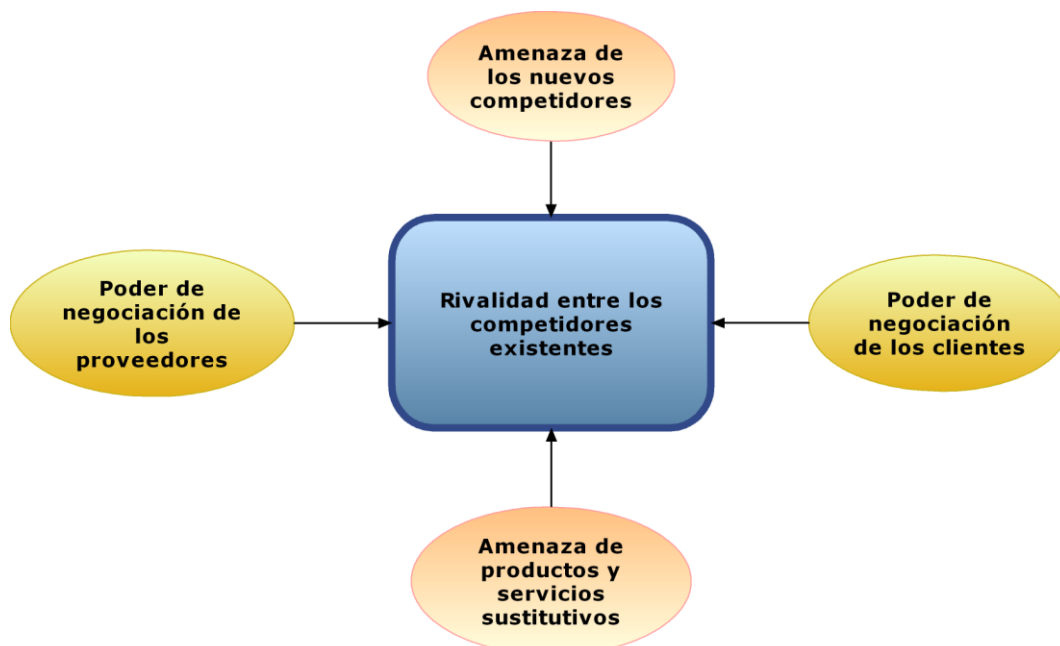 Amenaza de
los nuevos
competidores
Poder de
negociación de
los
proveedores
Rivalidad entre los
competidores
existentes
Poder de
negociación
de los clientes
Amenaza de
productos y
servicios
sustitutivos